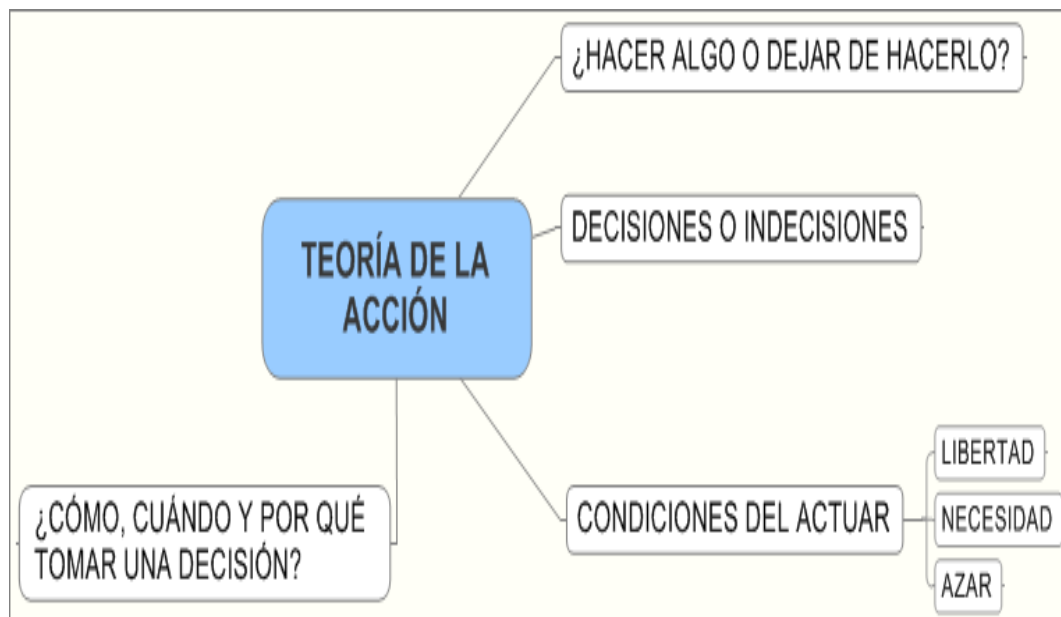 ¿HACER ALGO O DEJAR DE HACERLO?
DECISIONES O INDECISIONES
TEORÍA DE LA
ACCIÓN
CONDICIONES DEL ACTUAR
LIBERTAD
NECESIDAD
AZAR
¿CÓMO, CUÁNDO Y POR QUÉ
TOMAR UNA DECISIÓN?